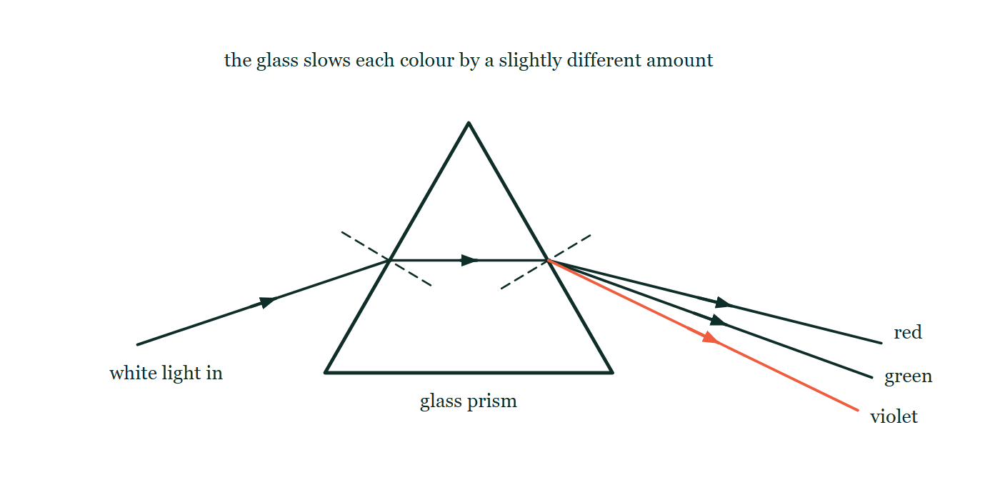 the glass slows each colour by a slightly different amount
red
white light in
green
glass prism
violet